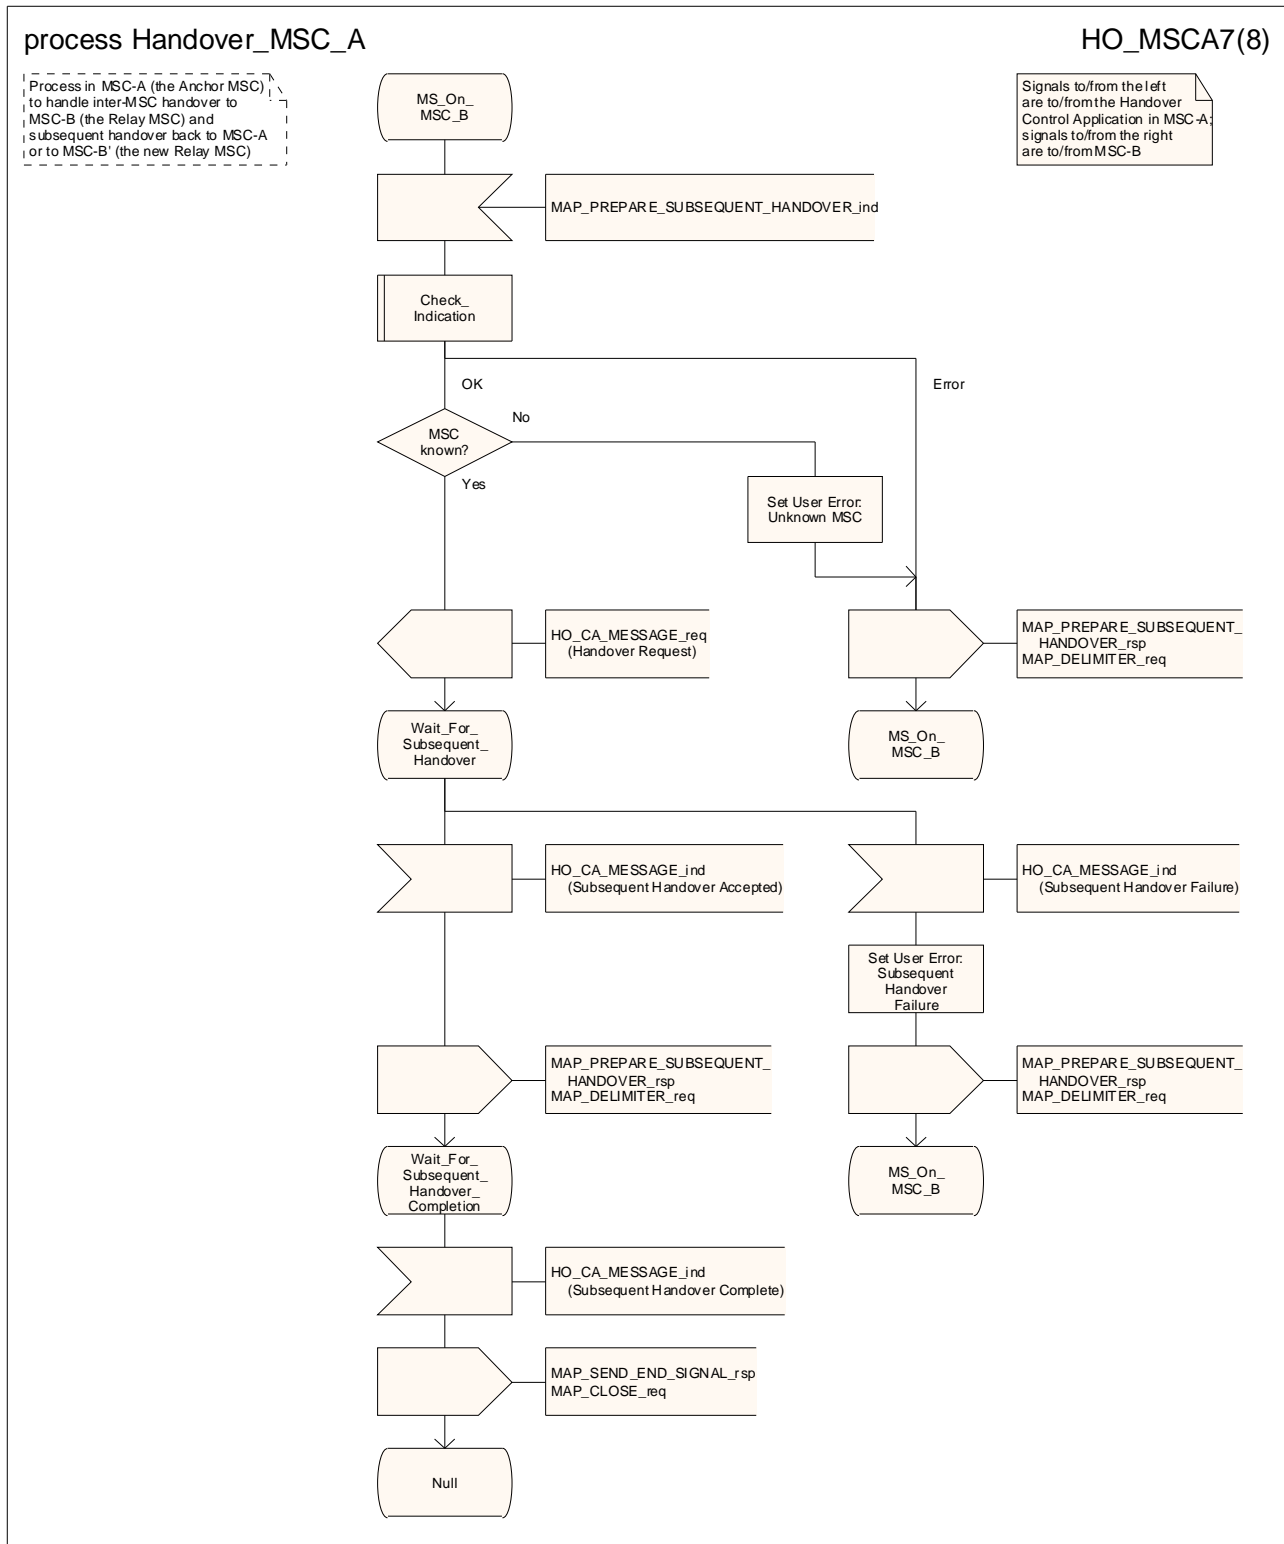 process Handover_MSC_A
HO_MSCA7(8)
Process in MSC-A (the Anchor MSC)
to handle inter-MSC handover to
MSC-B (the Relay MSC) and
subsequent handover back to MSC-A
or to MSC-B' (the new Relay MSC)
MS_On_
MSC_B
Signals to/from the left
are to/from the Handover
Control Application in MSC-A;
signals to/from the right
are to/from MSC-B
MAP_PREPARE_SUBSEQUENT_HANDOVER_ind
Check_
Indication
OK
Error
No
MSC
known?
Yes
Set User Error:
Unknown MSC
HO_CA_MESSAGE_req
(Handover Request)
MAP_PREPARE_SUBSEQUENT_
HANDOVER_rsp
MAP_DELIMITER_req
Wait_For_
Subsequent_
Handover
MS_On_
MSC_B
HO_CA_MESSAGE_ind
(Subsequent Handover Accepted)
HO_CA_MESSAGE_ind
(Subsequent Handover Failure)
Set User Error:
Subsequent
Handover
Failure
MAP_PREPARE_SUBSEQUENT_
HANDOVER_rsp
MAP_DELIMITER_req
MAP_PREPARE_SUBSEQUENT_
HANDOVER_rsp
MAP_DELIMITER_req
Wait_For_
Subsequent_
Handover_
Completion
MS_On_
MSC_B
HO_CA_MESSAGE_ind
(Subsequent Handover Complete)
MAP_SEND_END_SIGNAL_rsp
MAP_CLOSE_req
Null